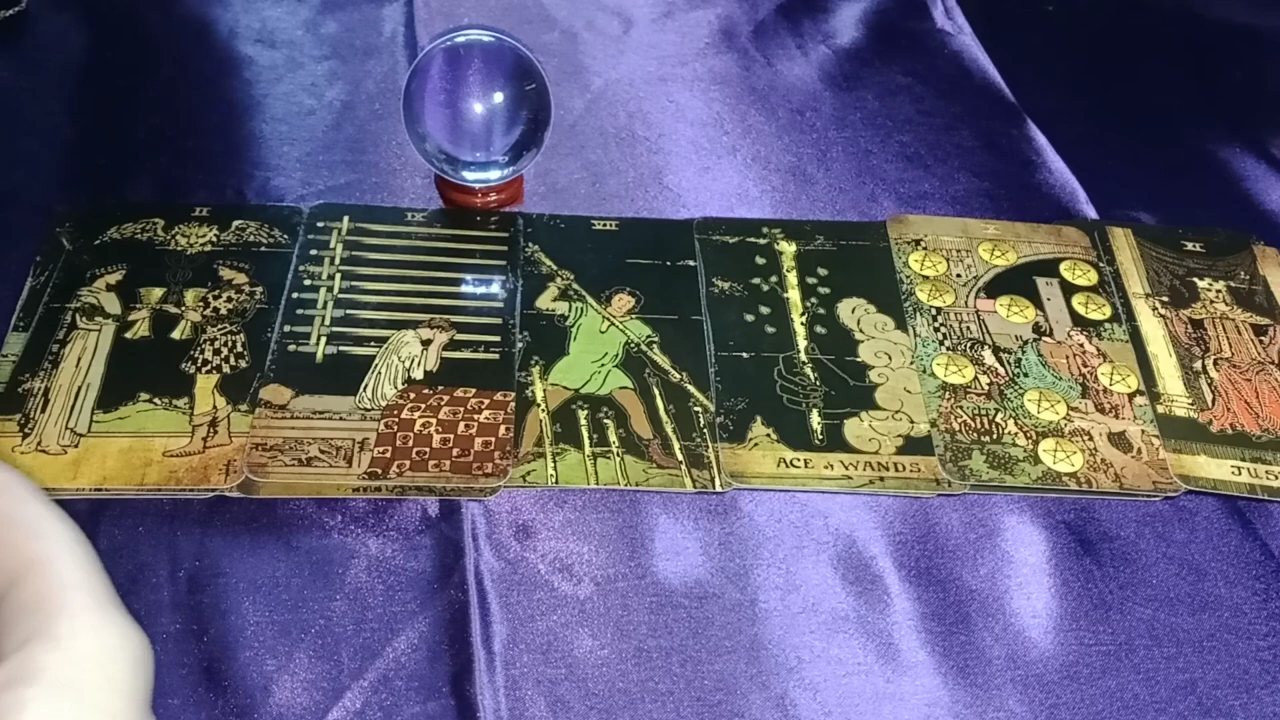 II
IX
VII
ACE of WANDS.
X
XI
JUS